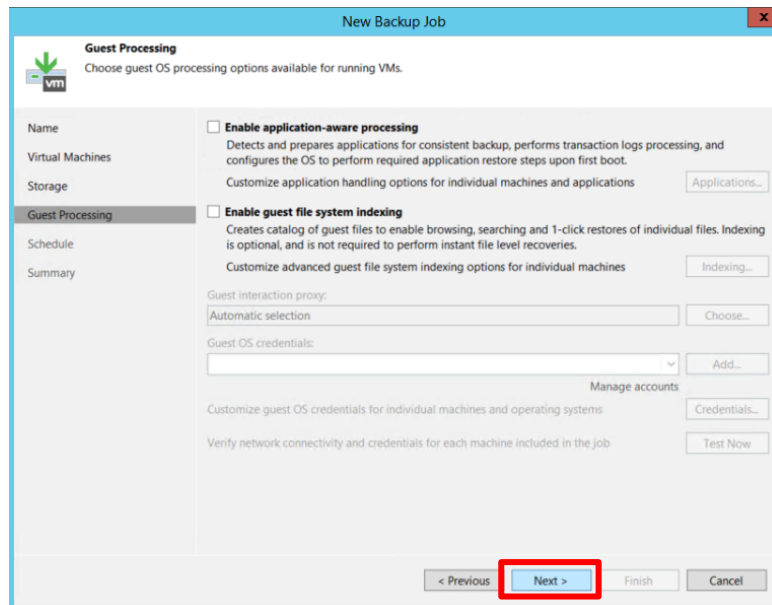 New Backup Job
x
Guest Processing
Choose guest OS processing options available for running VMs.
vm
Name
Virtual Machines
Storage
Guest Processing
Schedule
Summary
Enable application-aware processing
Detects and prepares applications for consistent backup, performs transaction logs processing, and
configures the OS to perform required application restore steps upon first boot.
Customize application handling options for individual machines and applications
Applications...
Enable guest file system indexing
Creates catalog of guest files to enable browsing, searching and 1-click restores of individual files. Indexing
is optional, and is not required to perform instant file level recoveries.
Customize advanced guest file system indexing options for individual machines
Indexing...
Guest interaction proxy:
Automatic selection
Choose...
Guest OS credentials:
Add...
Manage accounts
Customize guest OS credentials for individual machines and operating systems
Credentials...
Verify network connectivity and credentials for each machine included in the job
Test Now
< Previous
Next >
Finish
Cancel